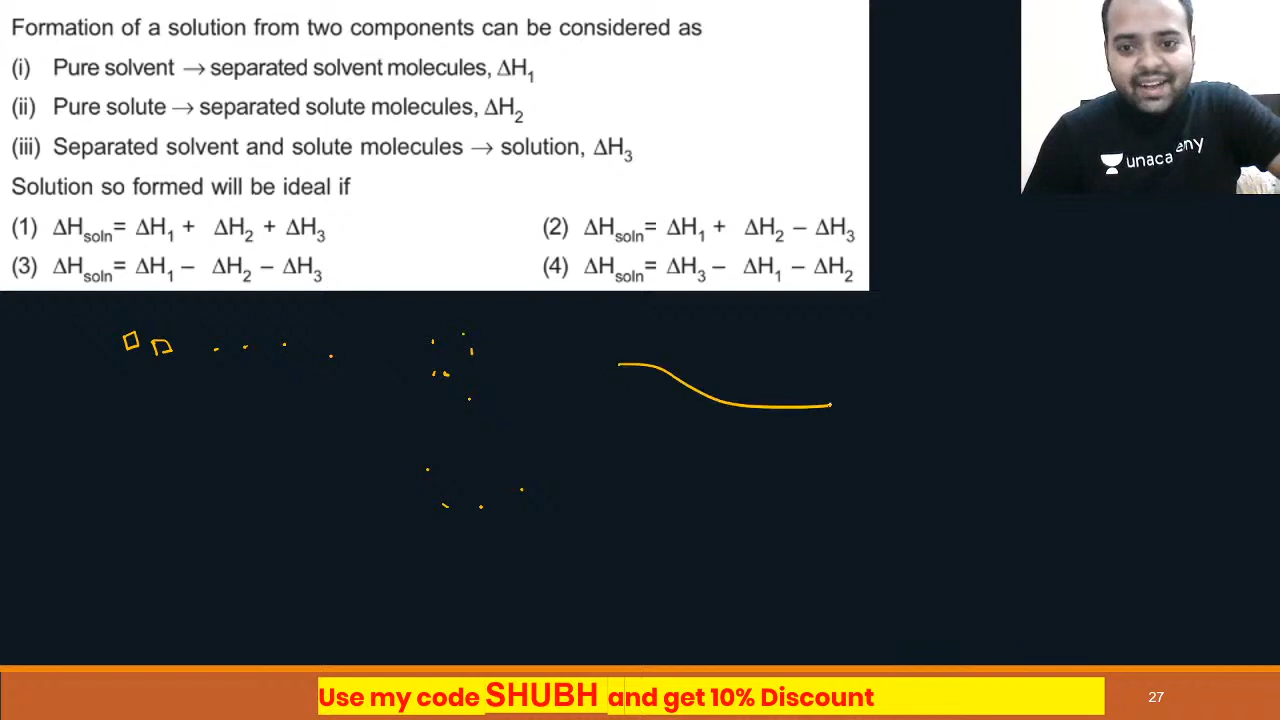 Formation of a solution from two components can be considered as
(i) Pure solvent → separated solvent molecules, ΔH₁
(ii) Pure solute → separated solute molecules, ΔH₂
(iii) Separated solvent and solute molecules → solution, ΔH₃
Solution so formed will be ideal if
(1) ΔHsoln= ΔH₁ + ΔH₂ + ΔH₃ (2) ΔHsoln= ΔH₁ + ΔH₂ – ΔH₃
(3) ΔHsoln= ΔH₁ – ΔH₂ – ΔH₃ (4) ΔHsoln= ΔH₃ – ΔH₁ – ΔH₂
unacademy
Use my code SHUBH and get 10% Discount
27